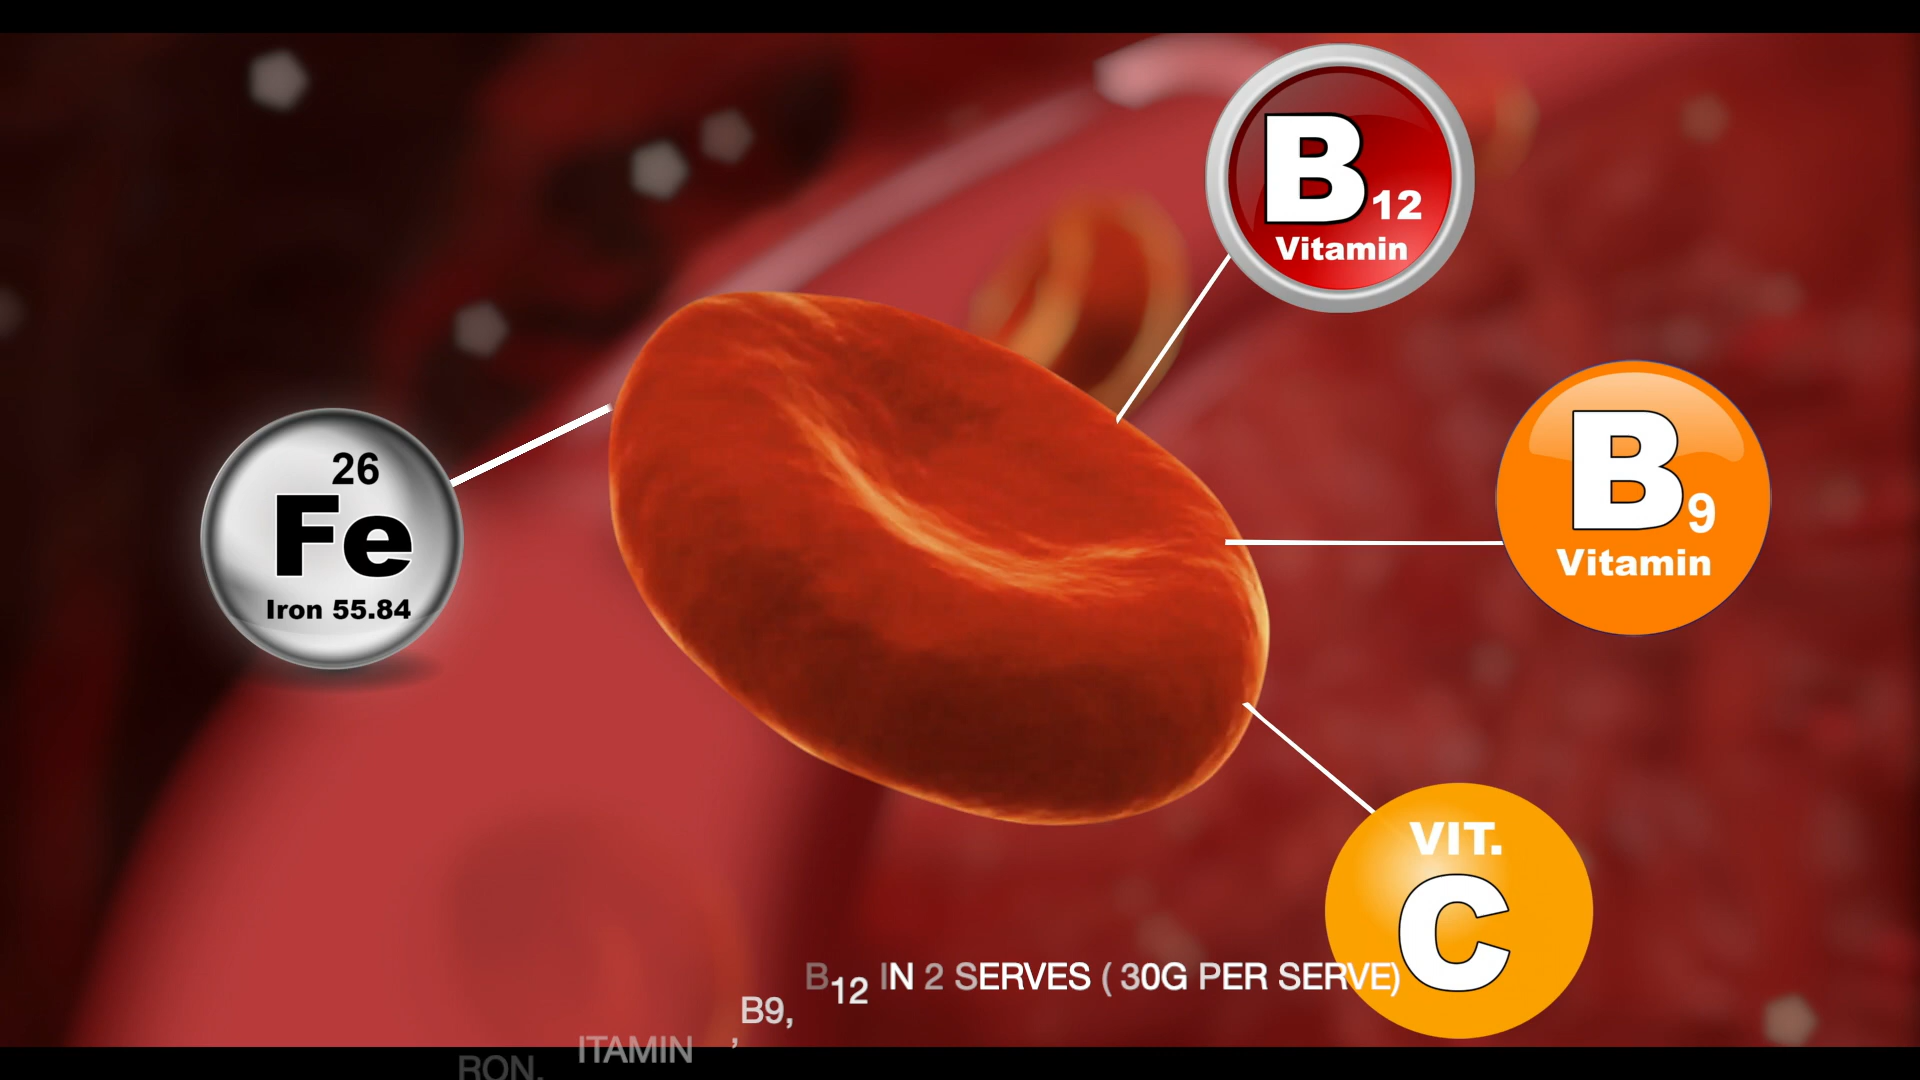 B12
Vitamin
26
Fe
Iron 55.84
B9
Vitamin
VIT.
C
B12 IN 2 SERVES ( 30G PER SERVE)
B9,
ITAMIN ,
RON,